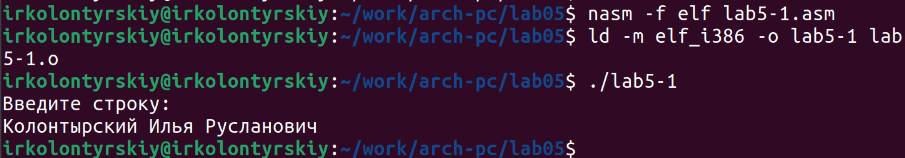 irkolontyrskiy@irkolontyrskiy:~/work/arch-pc/lab05$ nasm -f elf lab5-1.asm
irkolontyrskiy@irkolontyrskiy:~/work/arch-pc/lab05$ ld -m elf_i386 -o lab5-1 lab
5-1.o
irkolontyrskiy@irkolontyrskiy:~/work/arch-pc/lab05$ ./lab5-1
Введите строку:
Колонтырский Илья Русланович
irkolontyrskiy@irkolontyrskiy:~/work/arch-pc/lab05$